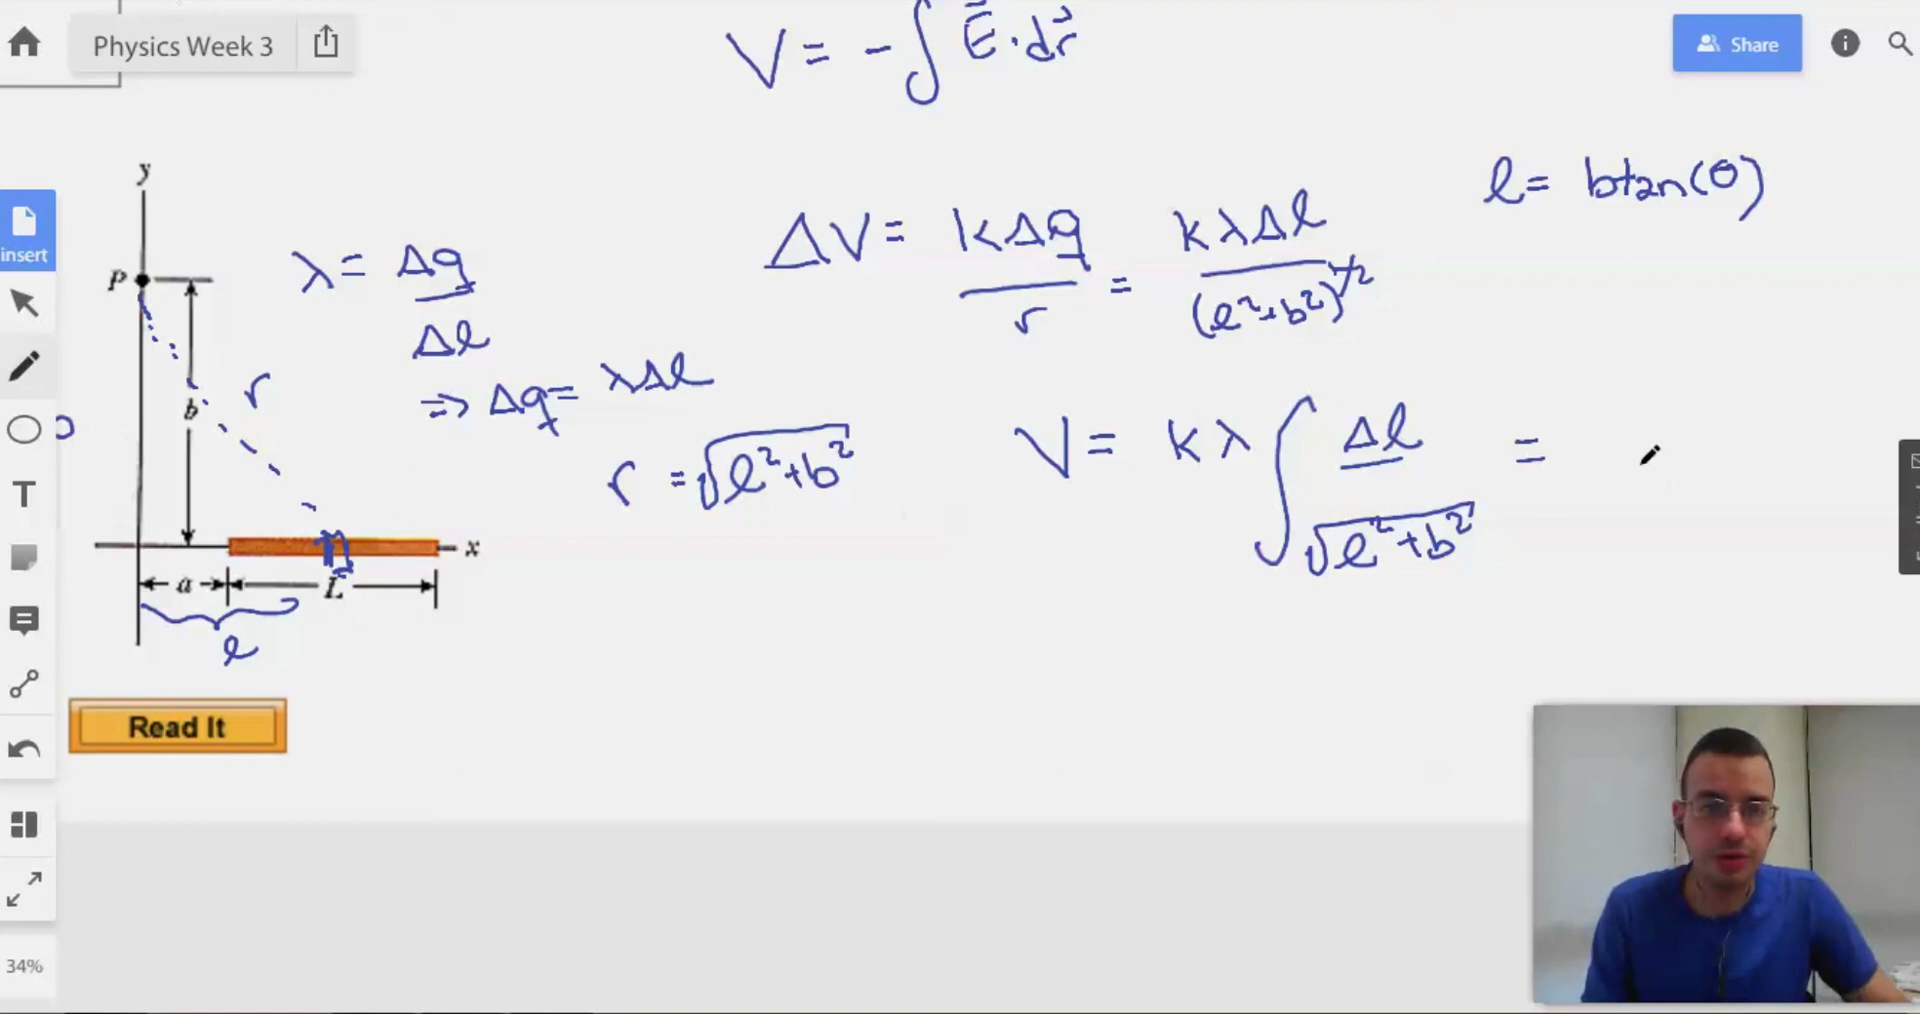 Physics Week 3
Share
V = -∫ E⃗·dr⃗
insert
y
P
b
r
a
L
x
l
λ = Δq/Δl
⇒ Δq = λΔl
r = √(l²+b²)
ΔV = kΔq/r = kλΔl/(l²+b²)^1/2
l = btan(θ)
V = kλ ∫ Δl/√(l²+b²) =
T
Read It
34%